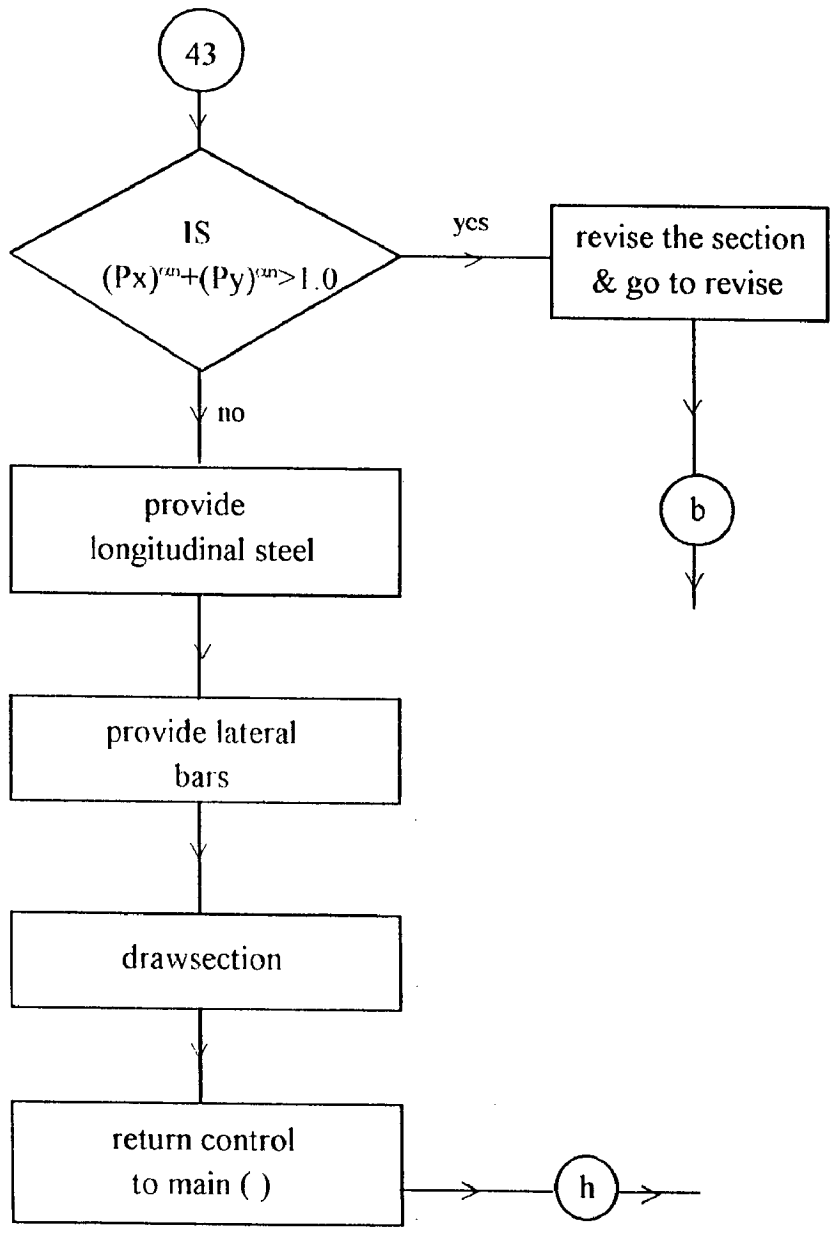 43
IS
(Px)^αn+(Py)^αn>1.0
yes
revise the section
& go to revise
no
b
provide
longitudinal steel
provide lateral
bars
drawsection
return control
to main ( )
h